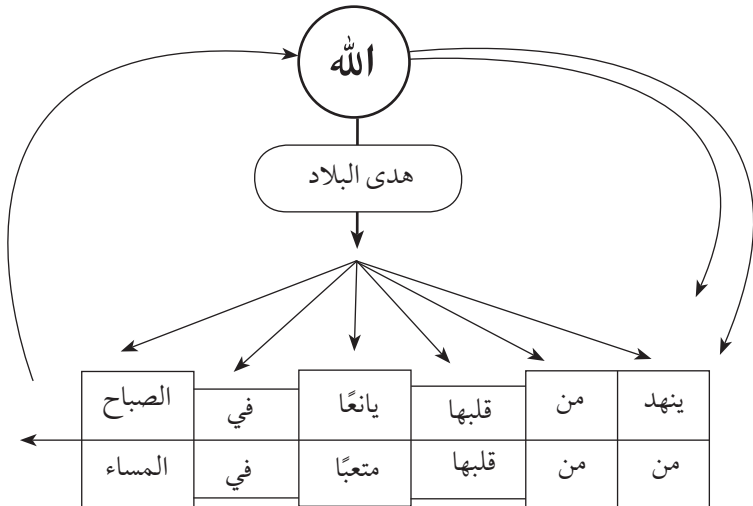 الله
هدى البلاد
ينهد من قلبها يانعًا في الصباح
من من قلبها متعبًا في المساء